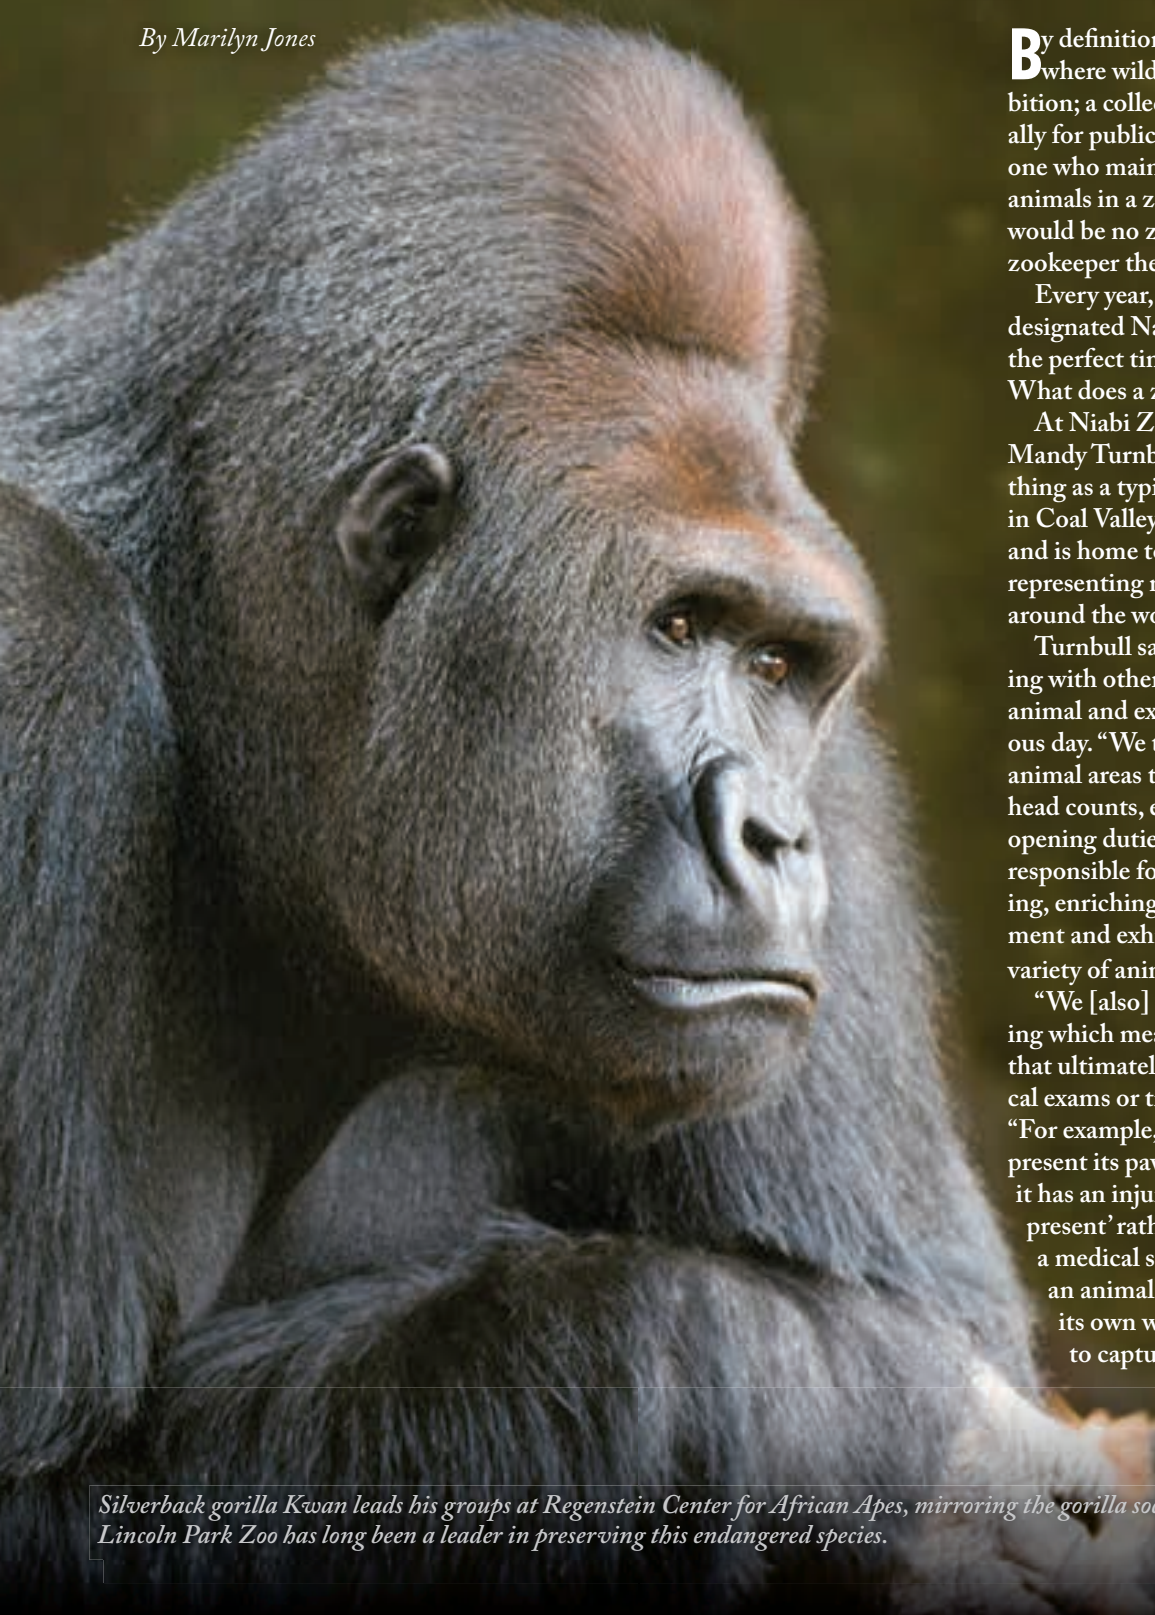 By Marilyn Jones
By definition
where wild
bition; a colle
ally for public
one who main
animals in a z
would be no z
zookeeper the
Every year,
designated Na
the perfect tim
What does a z
At Niabi Z
Mandy Turnb
thing as a typi
in Coal Valley
and is home t
representing
around the wo
Turnbull sa
ing with other
animal and ex
ous day. “We t
animal areas t
head counts, e
opening dutie
responsible fo
ing, enriching
ment and exh
variety of anim
“We [also]
ing which mea
that ultimatel
cal exams or t
“For example,
present its paw
it has an inju
present’ rath
a medical s
an animal
its own w
to captu
Silverback gorilla Kwan leads his groups at Regenstein Center for African Apes, mirroring the gorilla soc
Lincoln Park Zoo has long been a leader in preserving this endangered species.